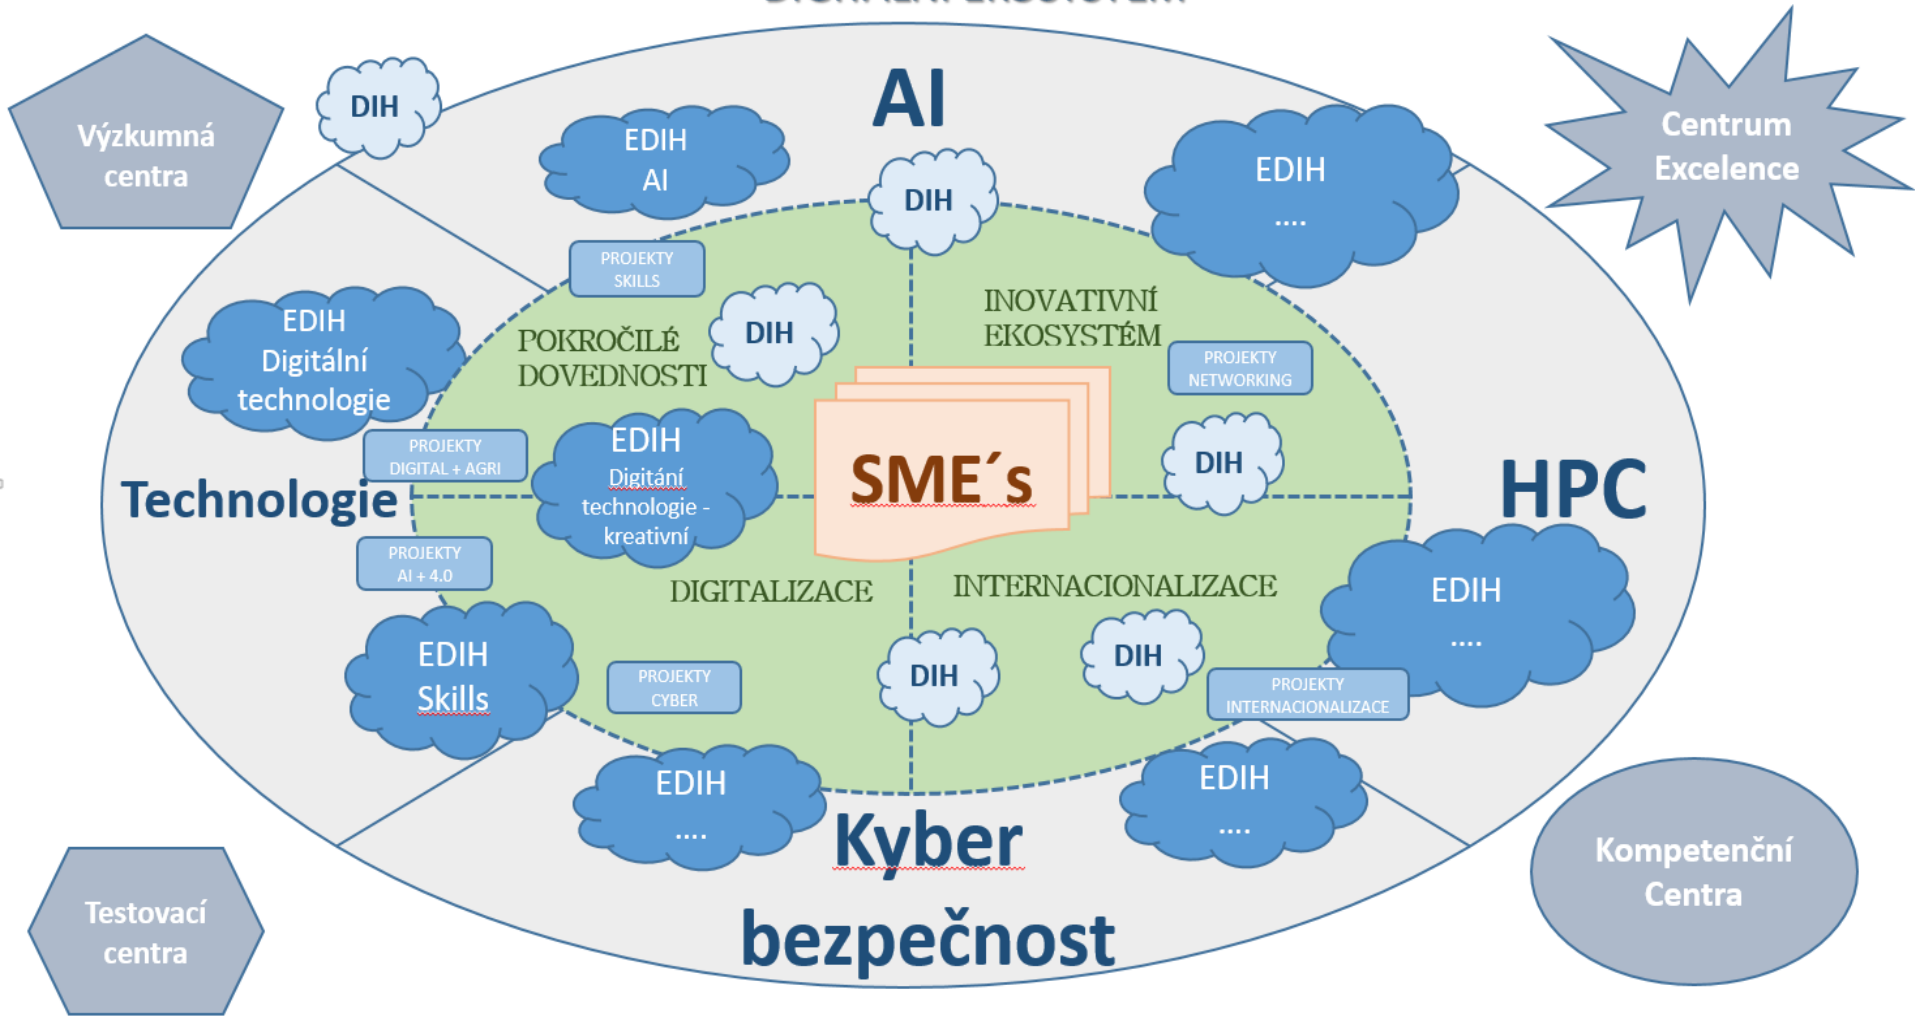 DIGITÁLNÍ EKOSYSTÉM
Výzkumná
centra
DIH
AI
EDIH
AI
DIH
EDIH
....
Centrum
Excelence
PROJEKTY
SKILLS
POKROČILÉ
DOVEDNOSTI
DIH
INOVATIVNÍ
EKOSYSTÉM
PROJEKTY
NETWORKING
EDIH
Digitální
technologie
PROJEKTY
DIGITAL + AGRI
EDIH
Digitání
technologie -
kreativní
SME´s
DIH
Technologie
HPC
PROJEKTY
AI + 4.0
DIGITALIZACE
INTERNACIONALIZACE
EDIH
....
EDIH
Skills
PROJEKTY
CYBER
DIH
DIH
PROJEKTY
INTERNACIONALIZACE
EDIH
....
Kyber
bezpečnost
EDIH
....
Testovací
centra
Kompetenční
Centra